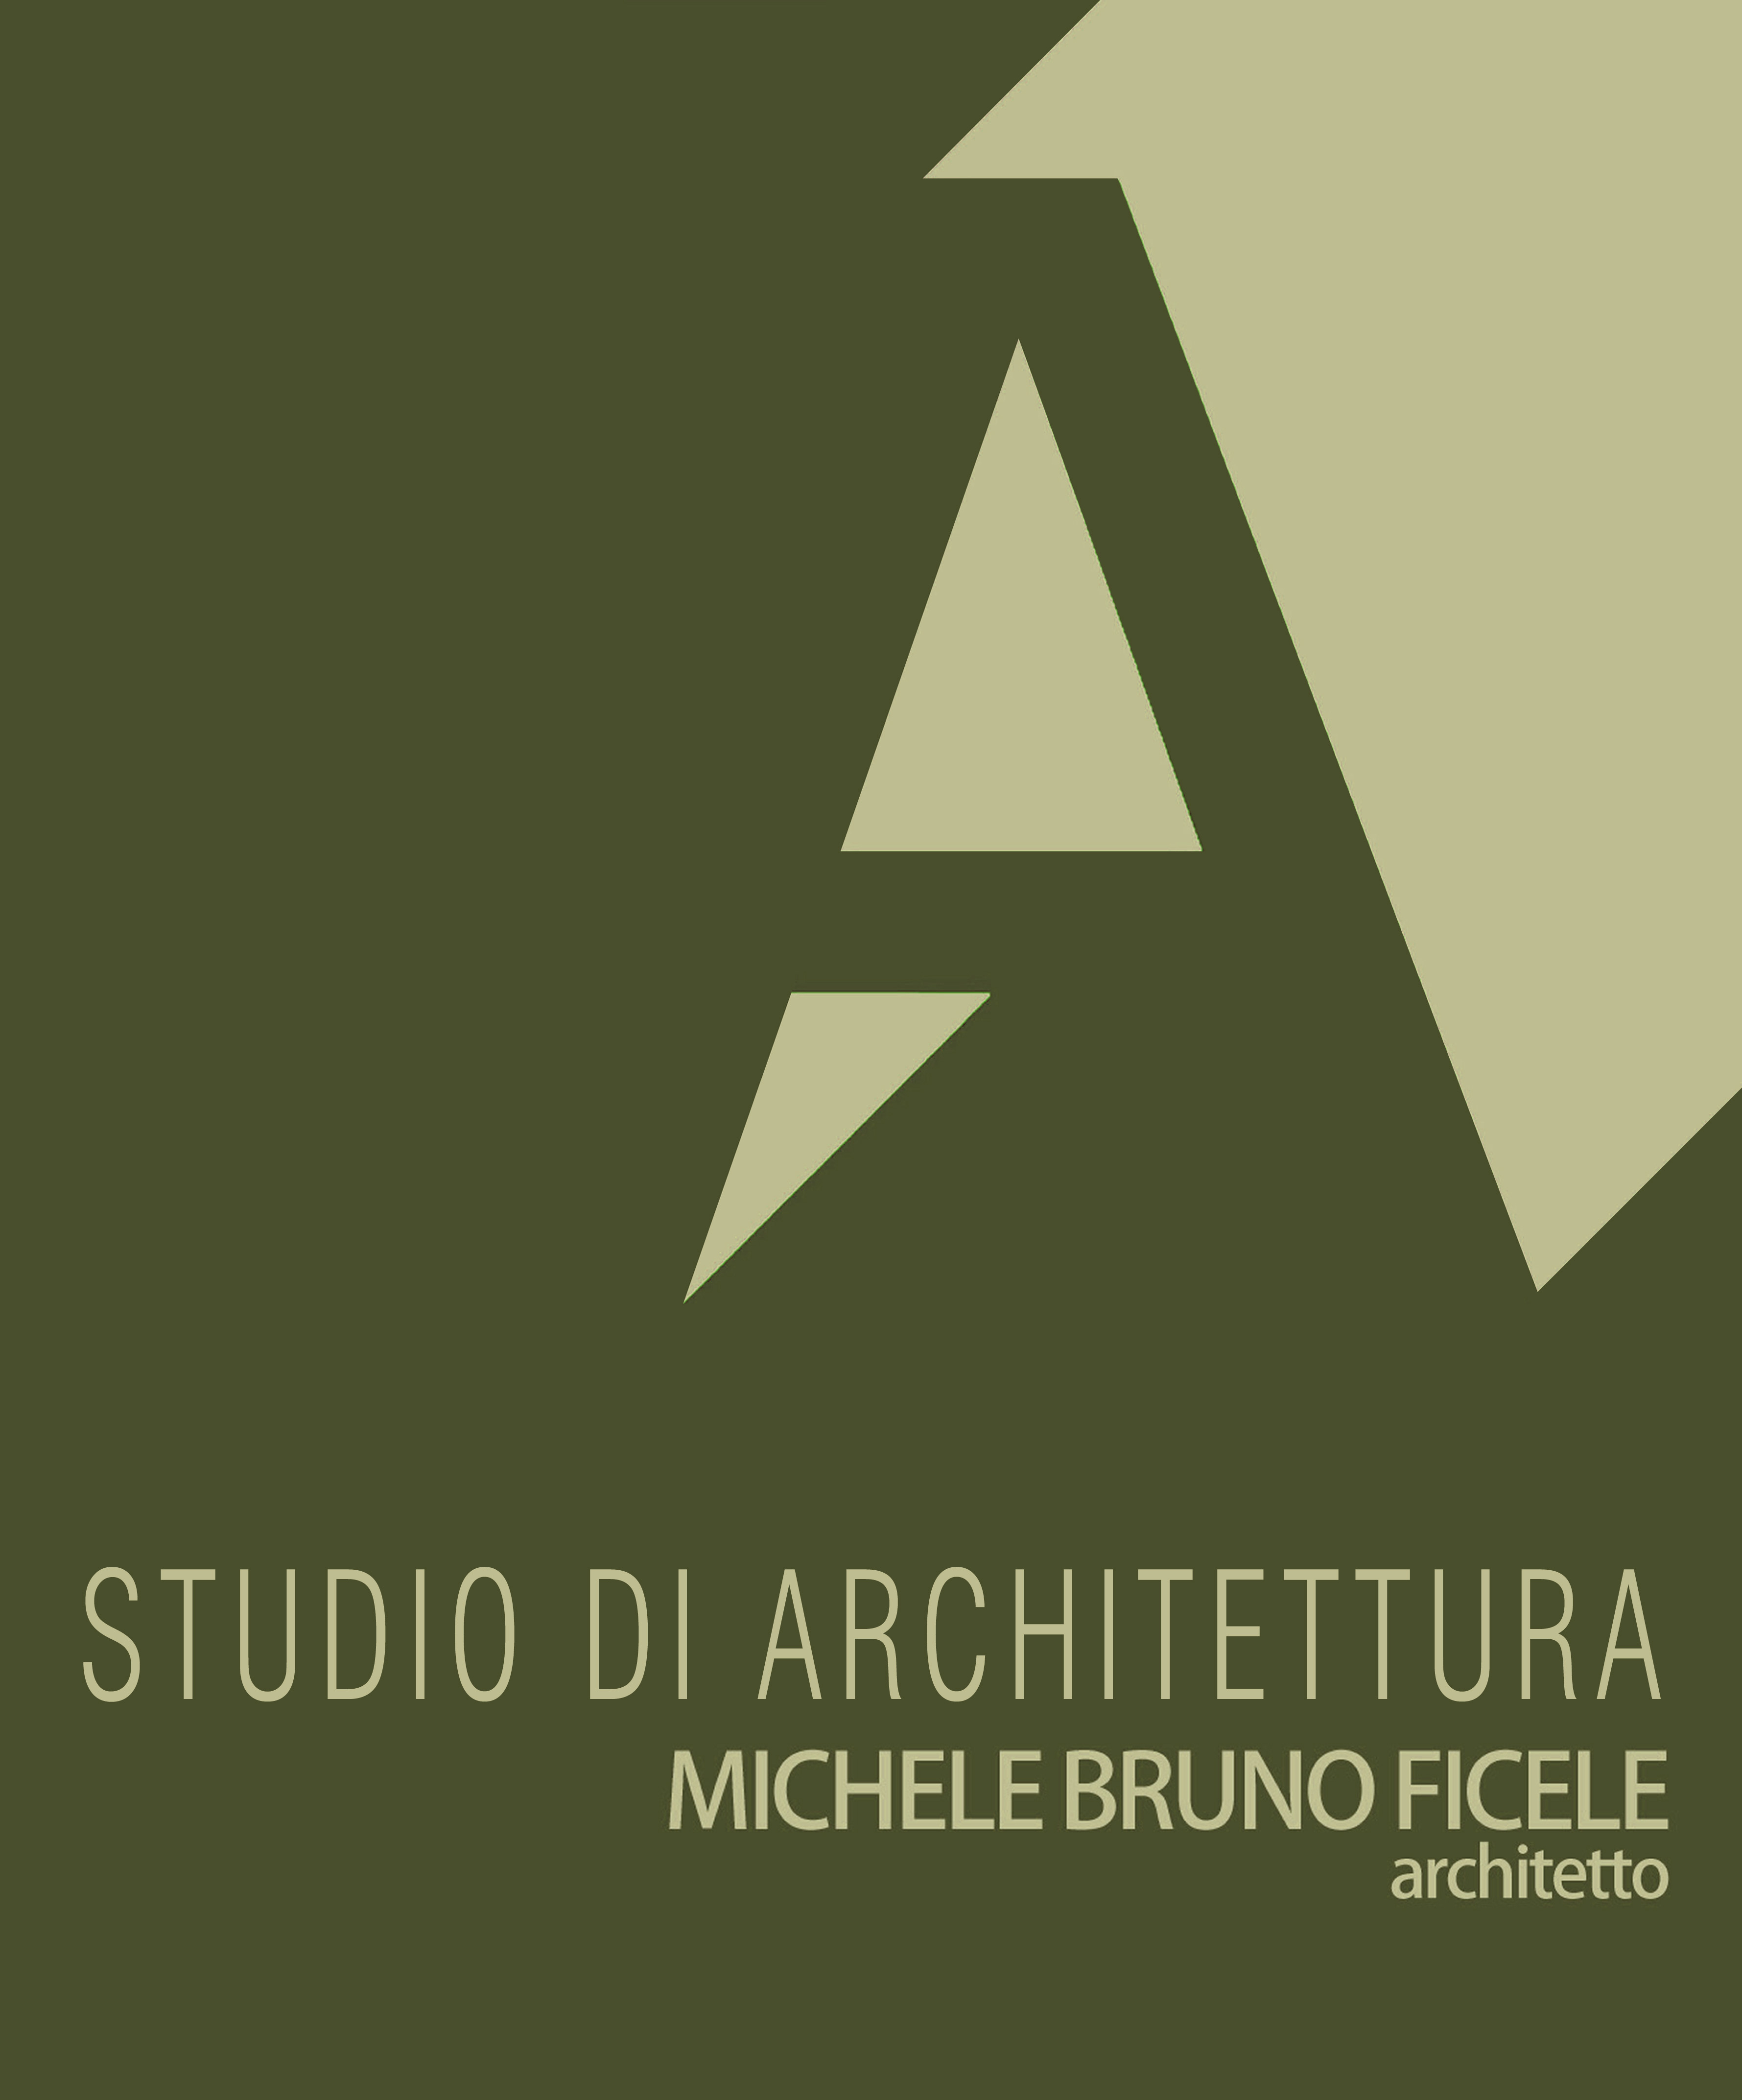 A
STUDIO DI ARCHITETTURA
MICHELE BRUNO FICELE
architetto